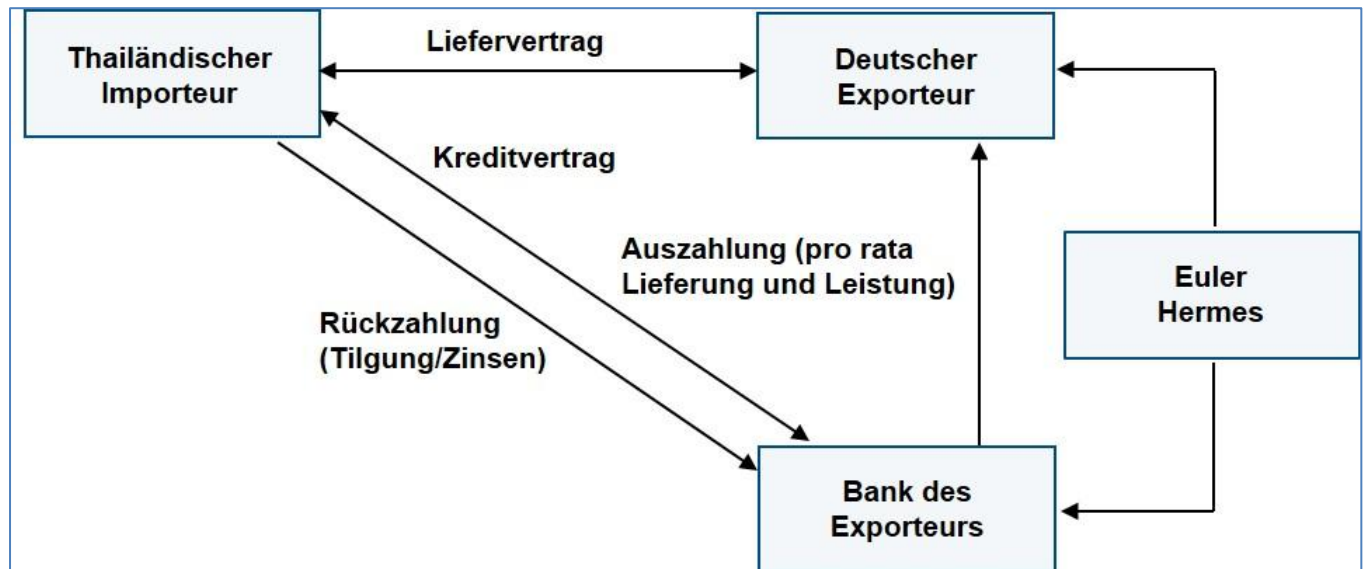 Thailändischer
Importeur
Liefervertrag
Deutscher
Exporteur
Kreditvertrag
Auszahlung (pro rata
Lieferung und Leistung)
Euler
Hermes
Rückzahlung
(Tilgung/Zinsen)
Bank des
Exporteurs